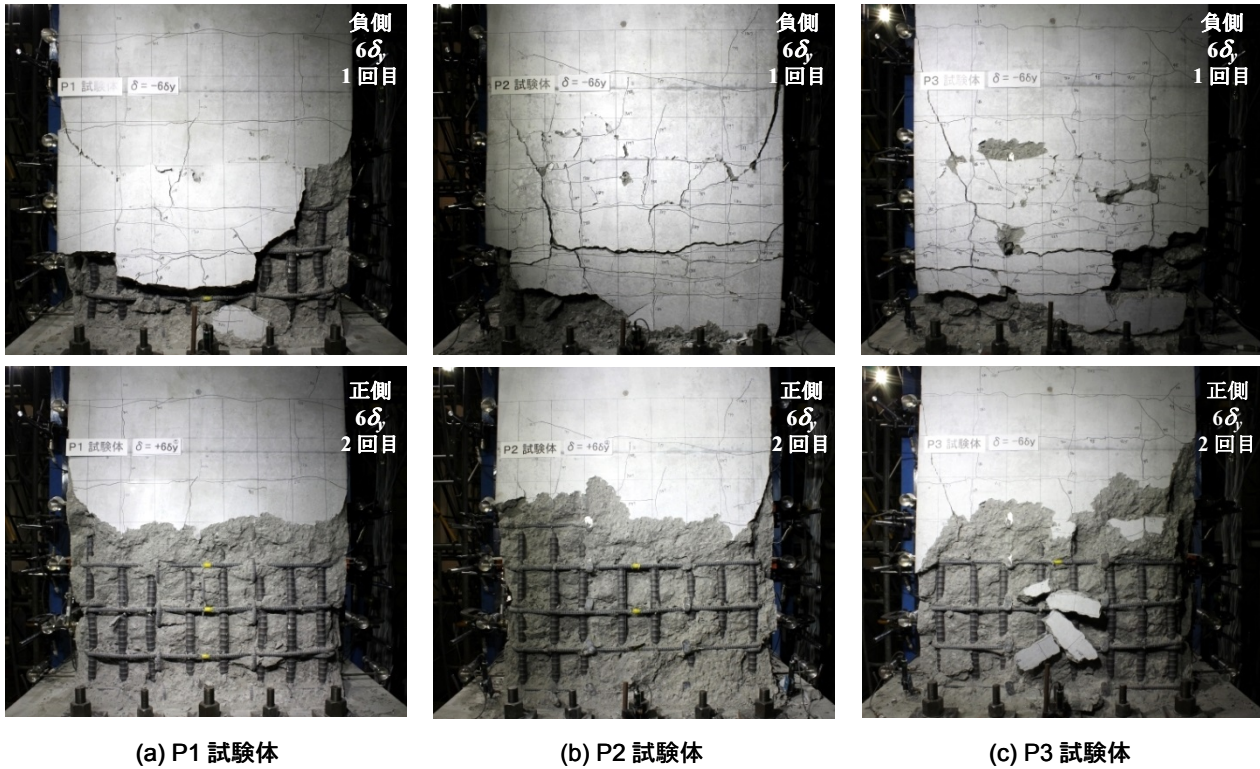 負側
6δy
1回目
P1 試験体 δ=-6δy
負側
6δy
1回目
P2 試験体 δ=-6δy
負側
6δy
1回目
P3 試験体 δ=-6δy
正側
6δy
2回目
P1 試験体 δ=+6δy
正側
6δy
2回目
P2 試験体 δ=+6δy
正側
6δy
2回目
P3 試験体 δ=-6δy
(a) P1 試験体
(b) P2 試験体
(c) P3 試験体